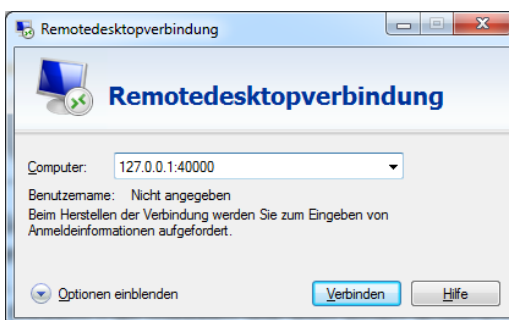 Remotedesktopverbindung
Remotedesktopverbindung
Computer: 127.0.0.1:40000
Benutzername: Nicht angegeben
Beim Herstellen der Verbindung werden Sie zum Eingeben von
Anmeldeinformationen aufgefordert.
Optionen einblenden Verbinden Hilfe